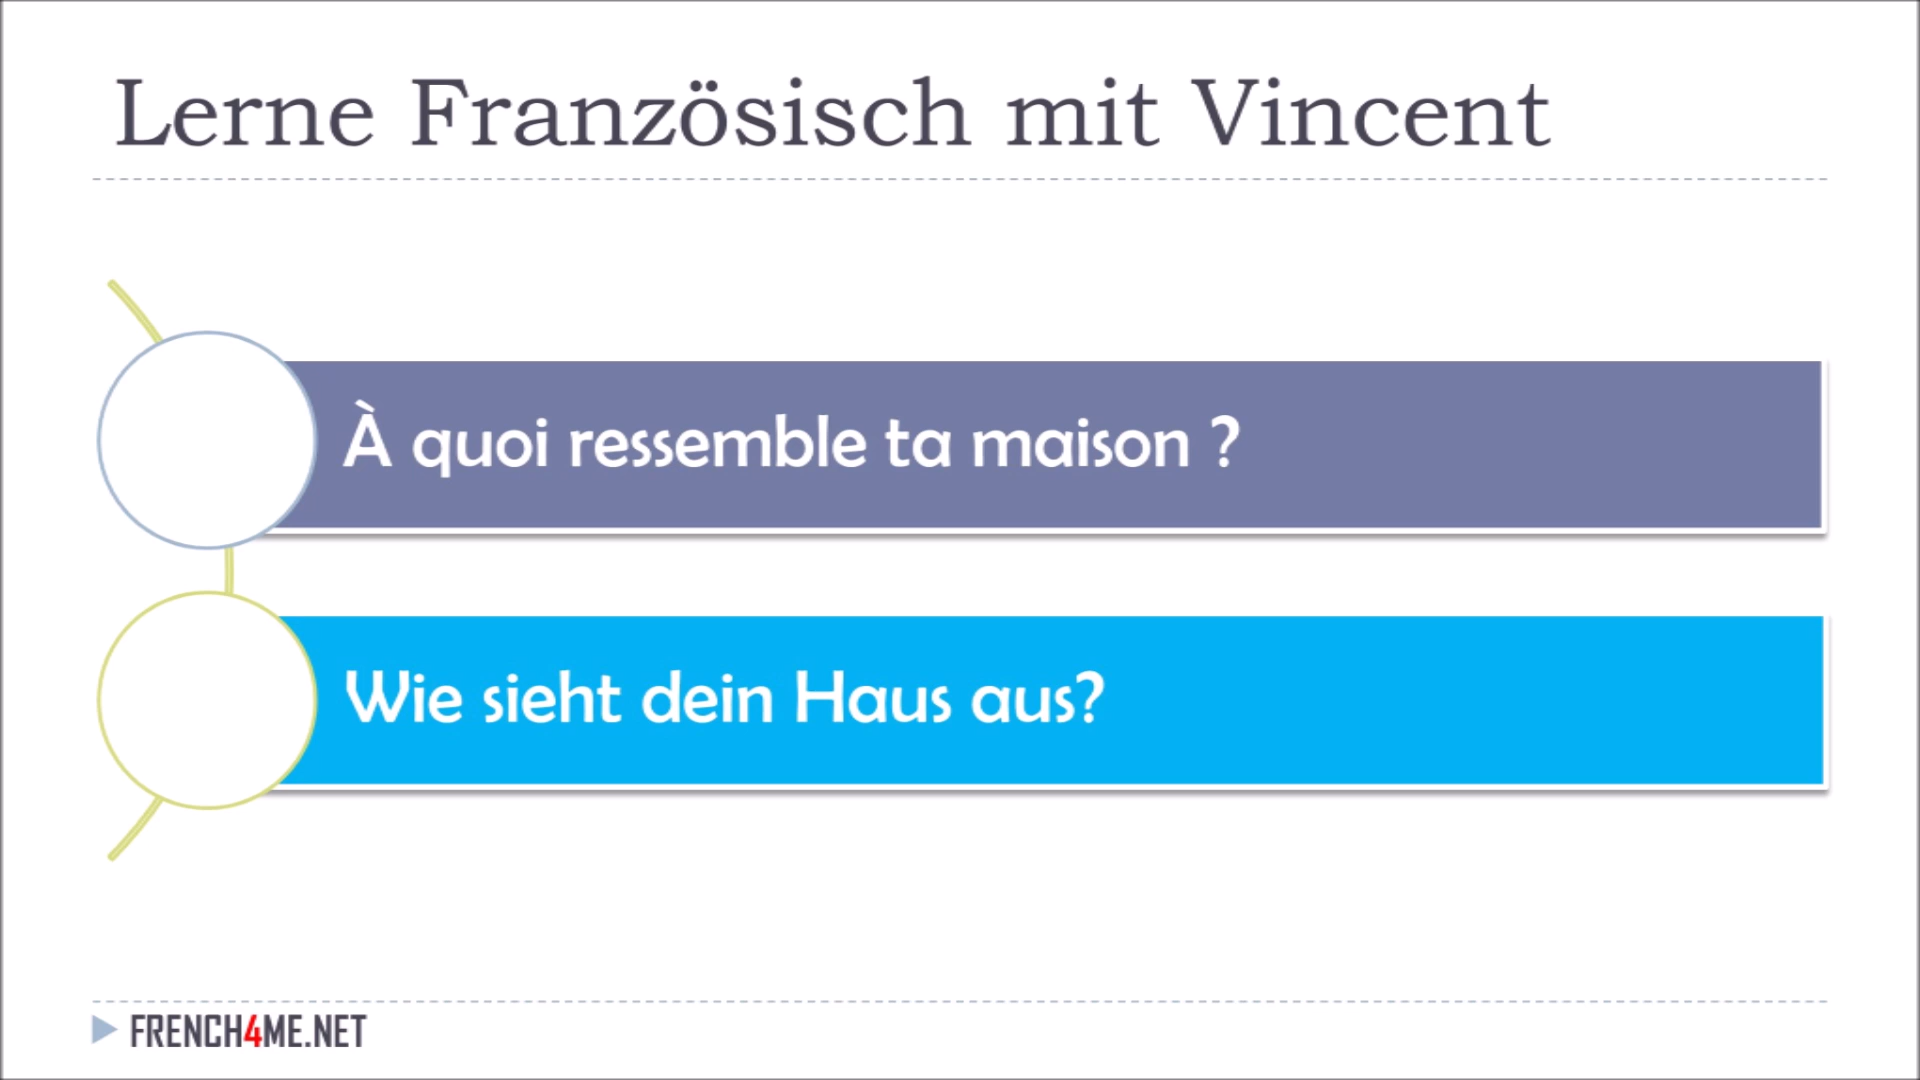 Lerne Französisch mit Vincent
À quoi ressemble ta maison ?
Wie sieht dein Haus aus?
FRENCH4ME.NET